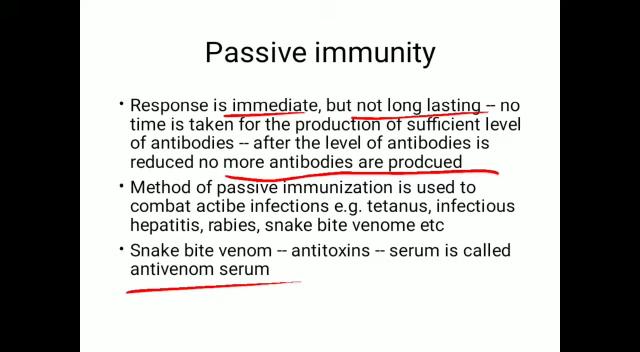 Passive immunity
• Response is immediate, but not long lasting -- no
time is taken for the production of sufficient level
of antibodies -- after the level of antibodies is
reduced no more antibodies are prodcued
• Method of passive immunization is used to
combat actibe infections e.g. tetanus, infectious
hepatitis, rabies, snake bite venome etc
• Snake bite venom -- antitoxins -- serum is called
antivenom serum